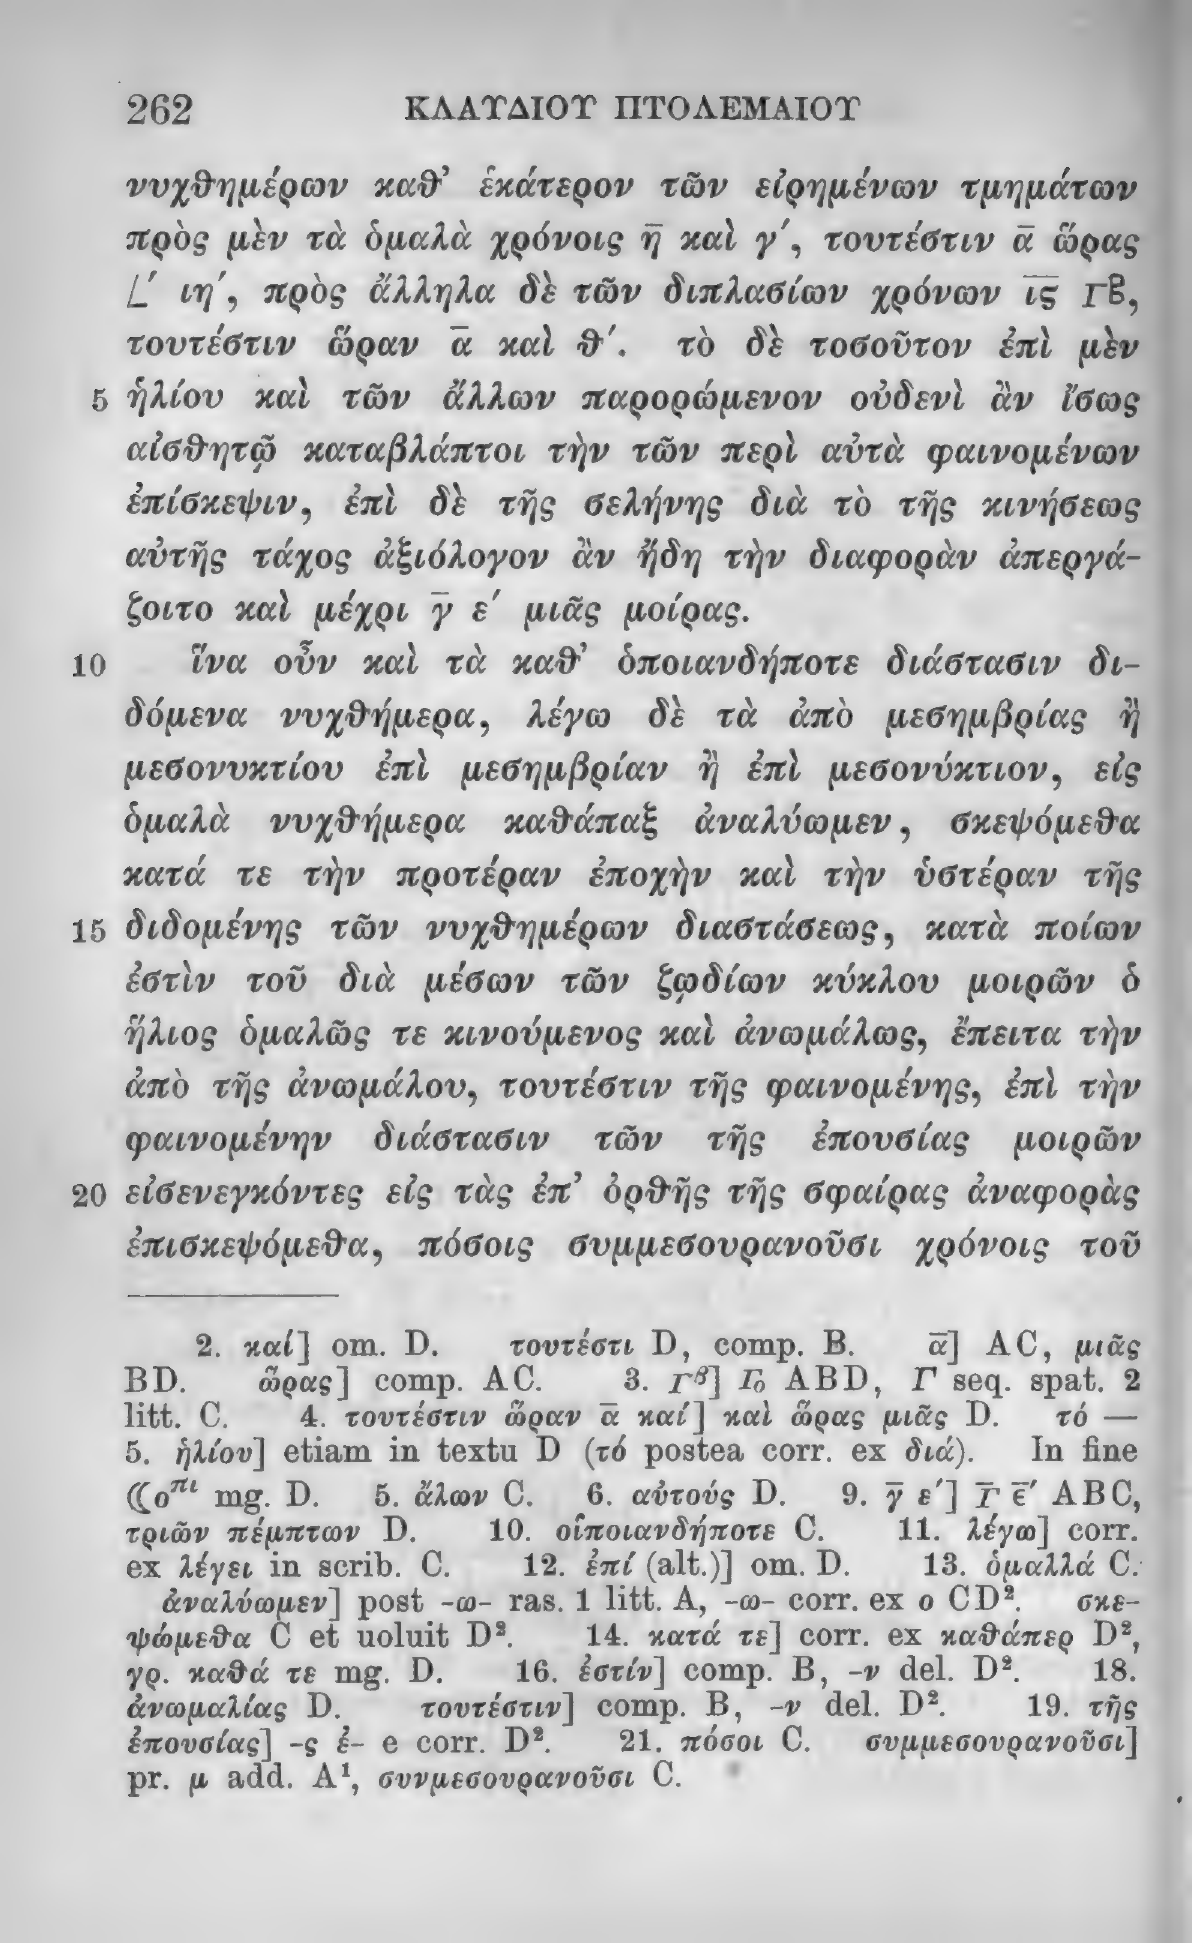 262 ΚΛΑΥΔΙΟΥ ΠΤΟΛΕΜΑΙΟΥ
νυχθημέρων καθ’ ἑκάτερον τῶν εἰρημένων τμημάτων
πρὸς μὲν τὰ ὁμαλὰ χρόνοις η̄ καὶ γ′, τουτέστιν ᾱ ὥρας
∠′ ιη′, πρὸς ἄλληλα δὲ τῶν διπλασίων χρόνων ις̄ Γβ,
τουτέστιν ὥραν ᾱ καὶ θ′. τὸ δὲ τοσοῦτον ἐπὶ μὲν
5 ἡλίου καὶ τῶν ἄλλων παρορώμενον οὐδενὶ ἂν ἴσως
αἰσθητῷ καταβλάπτοι τὴν τῶν περὶ αὐτὰ φαινομένων
ἐπίσκεψιν, ἐπὶ δὲ τῆς σελήνης διὰ τὸ τῆς κινήσεως
αὐτῆς τάχος ἀξιόλογον ἂν ἤδη τὴν διαφορὰν ἀπεργά-
ζοιτο καὶ μέχρι γ̄ ε′ μιᾶς μοίρας.
10 ἵνα οὖν καὶ τὰ καθ’ ὁποιανδήποτε διάστασιν δι-
δόμενα νυχθήμερα, λέγω δὲ τὰ ἀπὸ μεσημβρίας ἢ
μεσονυκτίου ἐπὶ μεσημβρίαν ἢ ἐπὶ μεσονύκτιον, εἰς
ὁμαλὰ νυχθήμερα καθάπαξ ἀναλύωμεν, σκεψόμεθα
κατά τε τὴν προτέραν ἐποχὴν καὶ τὴν ὑστέραν τῆς
15 διδομένης τῶν νυχθημέρων διαστάσεως, κατὰ ποίων
ἐστὶν τοῦ διὰ μέσων τῶν ζῳδίων κύκλου μοιρῶν ὁ
ἥλιος ὁμαλῶς τε κινούμενος καὶ ἀνωμάλως, ἔπειτα τὴν
ἀπὸ τῆς ἀνωμάλου, τουτέστιν τῆς φαινομένης, ἐπὶ τὴν
φαινομένην διάστασιν τῶν τῆς ἐπουσίας μοιρῶν
20 εἰσενεγκόντες εἰς τὰς ἐπ’ ὀρθῆς τῆς σφαίρας ἀναφορὰς
ἐπισκεψόμεθα, πόσοις συμμεσουρανοῦσι χρόνοις τοῦ
2. καί] om. D. τουτέστι D, comp. B. ᾱ] AC, μιᾶς
BD. ὥρας] comp. AC. 3. Γβ] Γο ABD, Γ seq. spat. 2
litt. C. 4. τουτέστιν ὥραν ᾱ καί] καὶ ὥρας μιᾶς D. τό —
5. ἡλίου] etiam in textu D (τό postea corr. ex διά). In fine
☾οπι mg. D. 5. ἄλων C. 6. αὐτούς D. 9. γ̄ ε′] Γ̄ ε̄′ ABC,
τριῶν πέμπτων D. 10. οἵποιανδήποτε C. 11. λέγω] corr.
ex λέγει in scrib. C. 12. ἐπί (alt.)] om. D. 13. ὁμαλλά C.
ἀναλύωμεν] post -ω- ras. 1 litt. A, -ω- corr. ex ο CD². σκε-
ψώμεθα C et uoluit D². 14. κατά τε] corr. ex καθάπερ D²,
γρ. καθά τε mg. D. 16. ἐστίν] comp. B, -ν del. D². 18.
ἀνωμαλίας D. τουτέστιν] comp. B, -ν del. D². 19. τῆς
ἐπουσίας] -ς ἐ- e corr. D². 21. πόσοι C. συμμεσουρανοῦσι]
pr. μ add. A¹, συνμεσουρανοῦσι C.